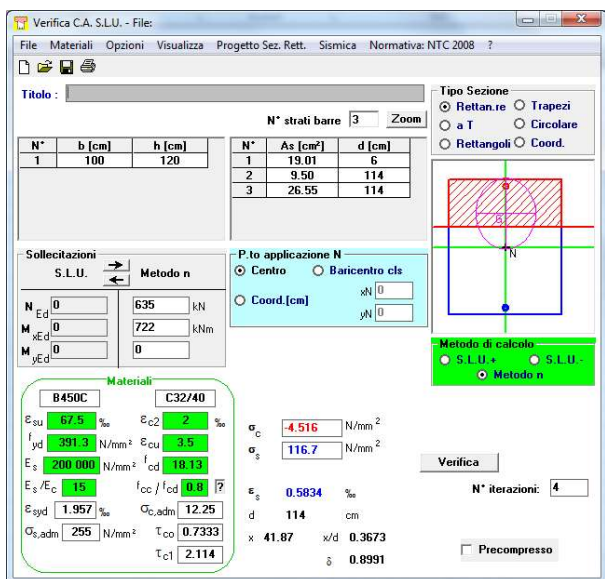 Verifica C.A. S.L.U. - File:
File Materiali Opzioni Visualizza Progetto Sez. Rett. Sismica Normativa: NTC 2008 ?
Titolo :
N° strati barre 3 Zoom
N° b [cm] h [cm]
1 100 120
N° As [cm²] d [cm]
1 19.01 6
2 9.50 114
3 26.55 114
Tipo Sezione
Rettan.re Trapezi
a T Circolare
Rettangoli Coord.
G
N
Sollecitazioni
S.L.U. Metodo n
N Ed 0 635 kN
M xEd 0 722 kNm
M yEd 0 0
P.to applicazione N
Centro Baricentro cls
Coord.[cm] xN 0
yN 0
Metodo di calcolo
S.L.U.+ S.L.U.-
Metodo n
Materiali
B450C C32/40
εsu 67.5 ‰ εc2 2 ‰
fyd 391.3 N/mm² εcu 3.5
Es 200 000 N/mm² fcd 18.13
Es/Ec 15 fcc / fcd 0.8 ?
εsyd 1.957 ‰ σc,adm 12.25
σs,adm 255 N/mm² τco 0.7333
τc1 2.114
σc -4.516 N/mm²
σs 116.7 N/mm²
εs 0.5834 ‰
d 114 cm
x 41.87 x/d 0.3673
δ 0.8991
Verifica
N° iterazioni: 4
Precompresso